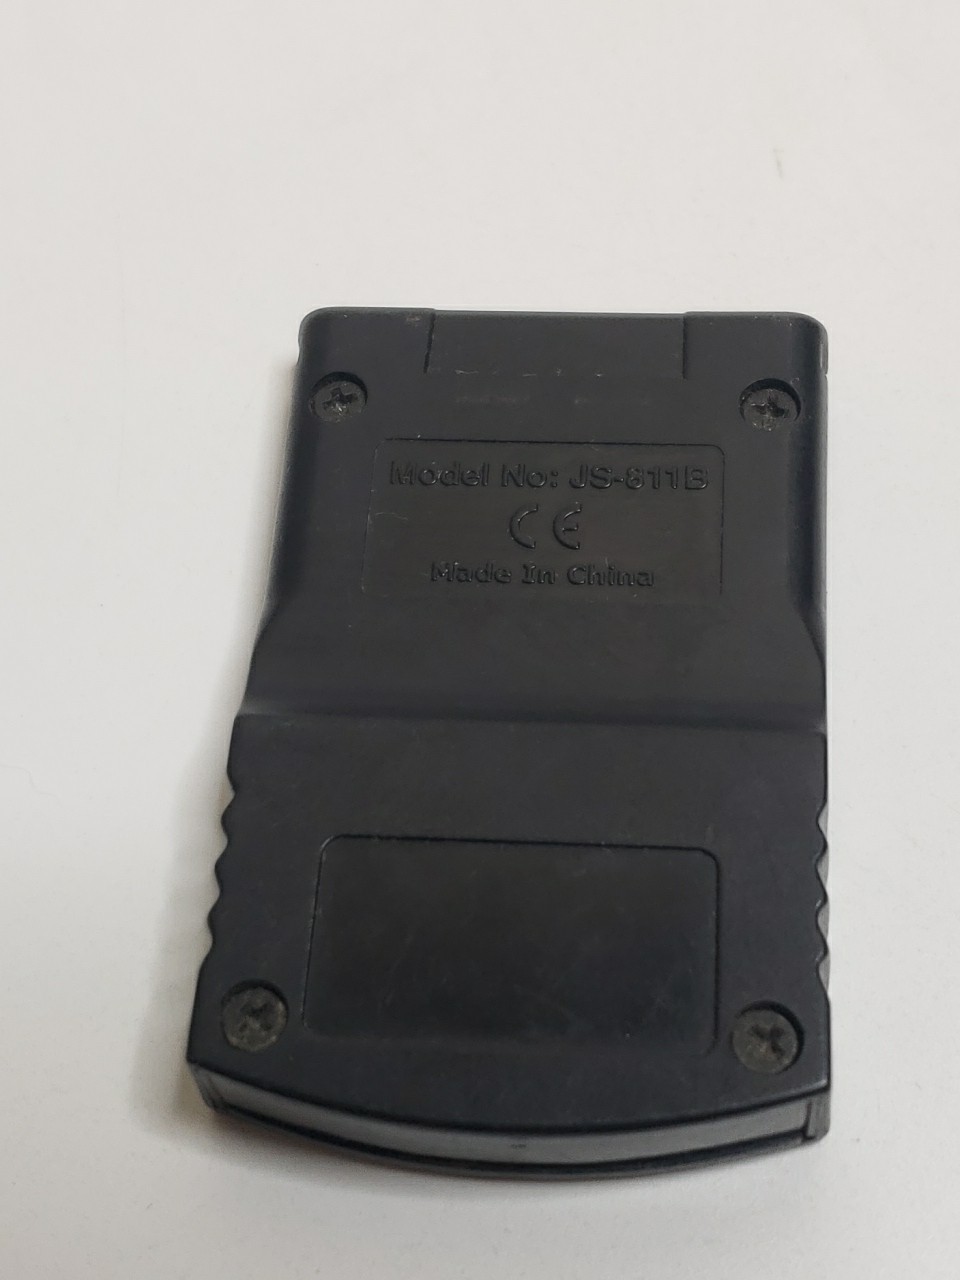 Model No: JS-811B
CE
Made In China